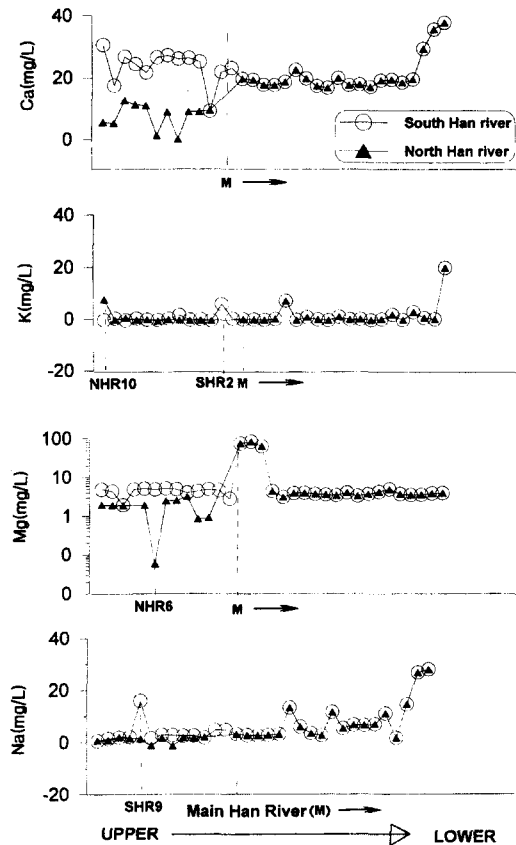 40
20
0
Ca(mg/L)
South Han river
North Han river
M
40
20
0
-20
K(mg/L)
NHR10
SHR2 M
100
10
1
0
0
Mg(mg/L)
NHR6
M
40
20
0
-20
Na(mg/L)
SHR9
Main Han River (M)
UPPER
LOWER